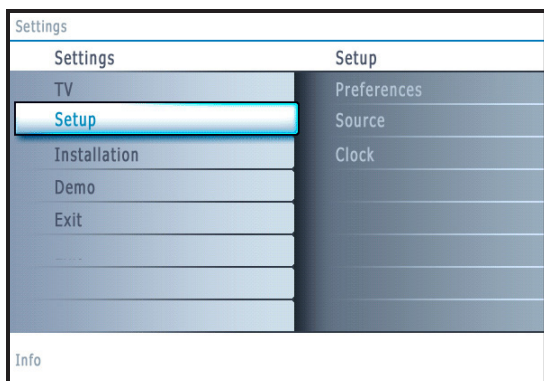 Settings
Settings
Setup
TV
Preferences
Setup
Source
Installation
Clock
Demo
Exit
Info